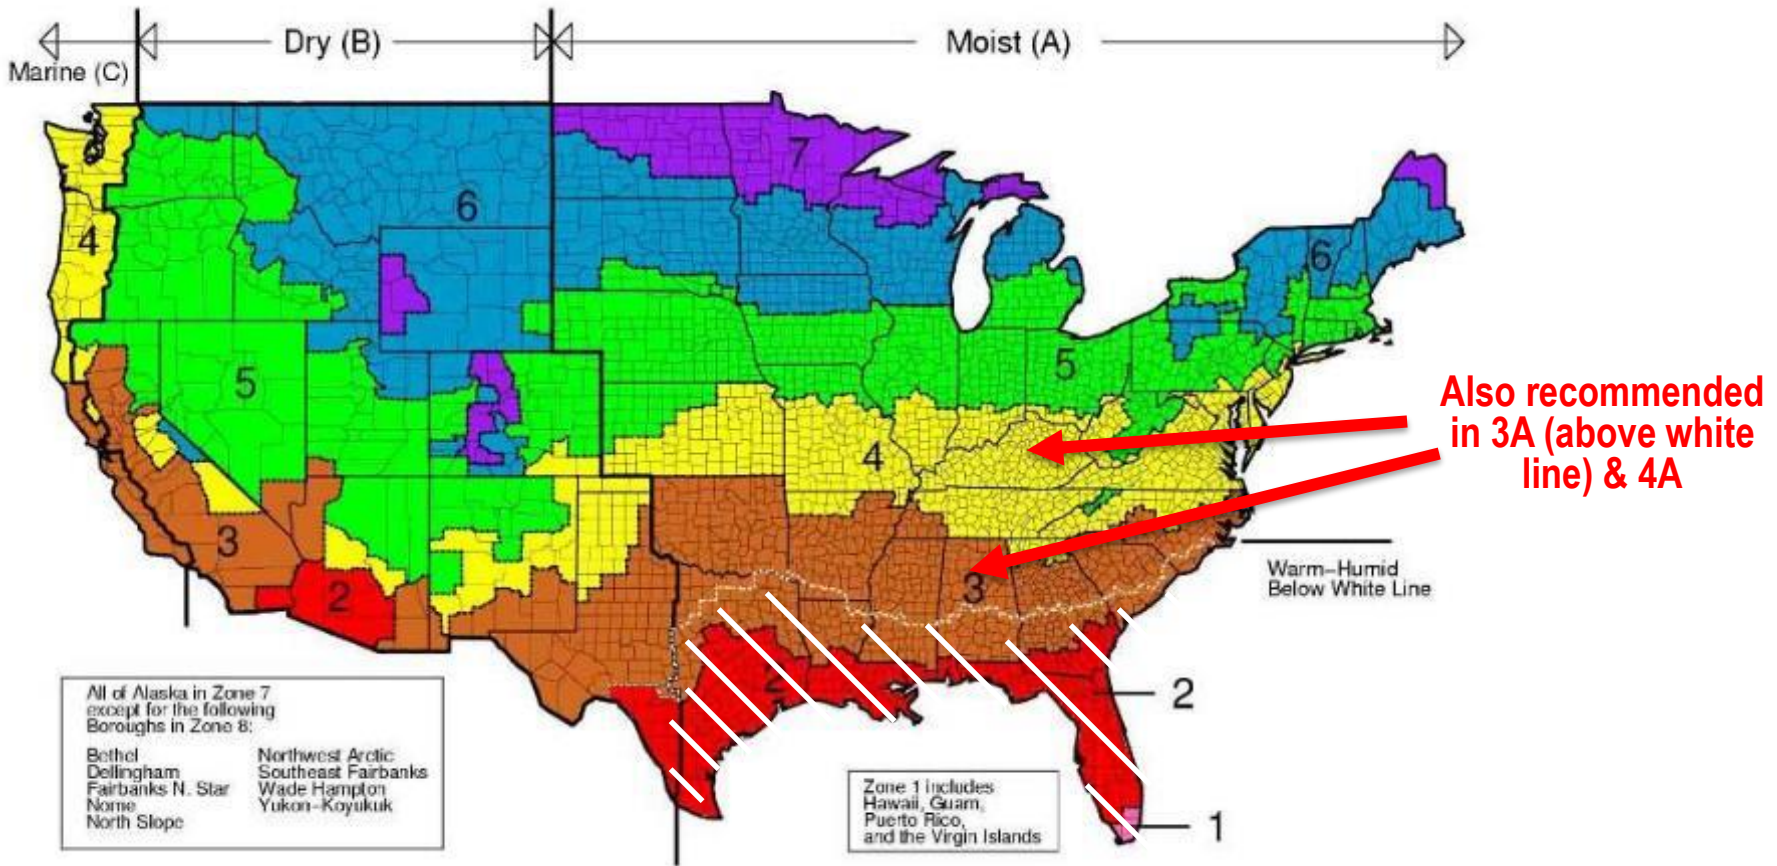 Marine (C)
Dry (B)
Moist (A)
7
6
4
6
5
5
4
3
3
2
2
2
1
Also recommended
in 3A (above white
line) & 4A
Warm–Humid
Below White Line
All of Alaska in Zone 7
except for the following
Boroughs in Zone 8:
Bethel
Dellingham
Fairbanks N. Star
Nome
North Slope
Northwest Arctic
Southeast Fairbanks
Wade Hampton
Yukon–Koyukuk
Zone 1 includes
Hawaii, Guam,
Puerto Rico,
and the Virgin Islands